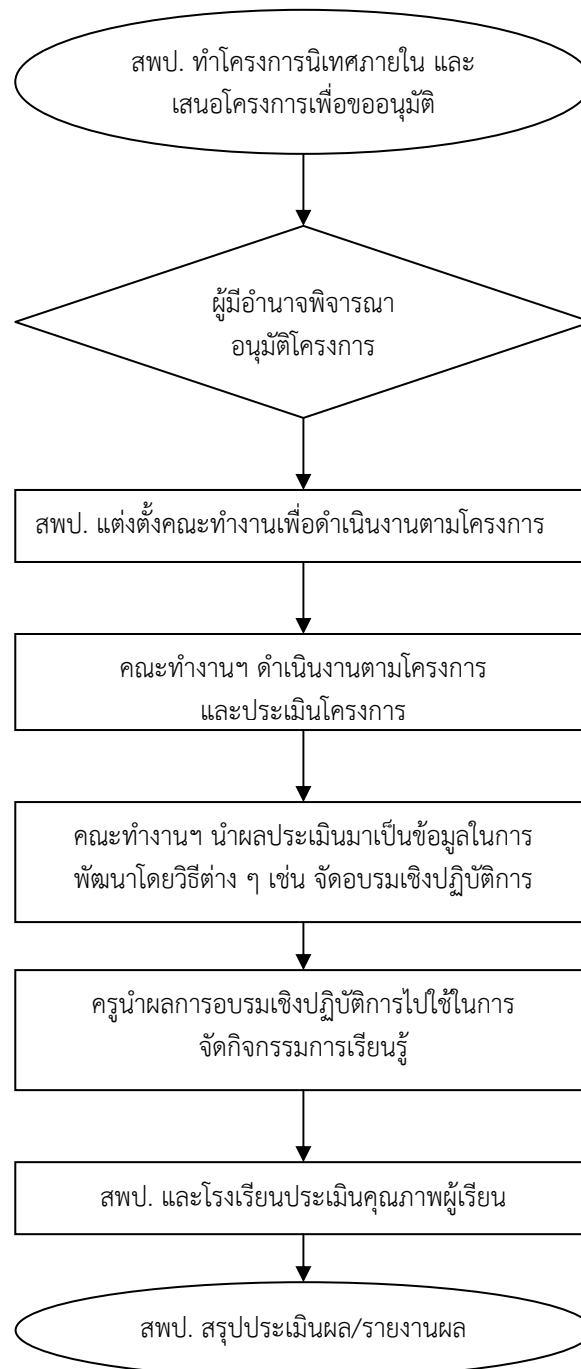 สพป. ทำโครงการนิเทศภายใน และ
เสนอโครงการเพื่อขออนุมัติ
ผู้มีอำนาจพิจารณา
อนุมัติโครงการ
สพป. แต่งตั้งคณะทำงานเพื่อดำเนินงานตามโครงการ
คณะทำงานฯ ดำเนินงานตามโครงการ
และประเมินโครงการ
คณะทำงานฯ นำผลประเมินมาเป็นข้อมูลในการ
พัฒนาโดยวิธีต่าง ๆ เช่น จัดอบรมเชิงปฏิบัติการ
ครูนำผลการอบรมเชิงปฏิบัติการไปใช้ในการ
จัดกิจกรรมการเรียนรู้
สพป. และโรงเรียนประเมินคุณภาพผู้เรียน
สพป. สรุปประเมินผล/รายงานผล